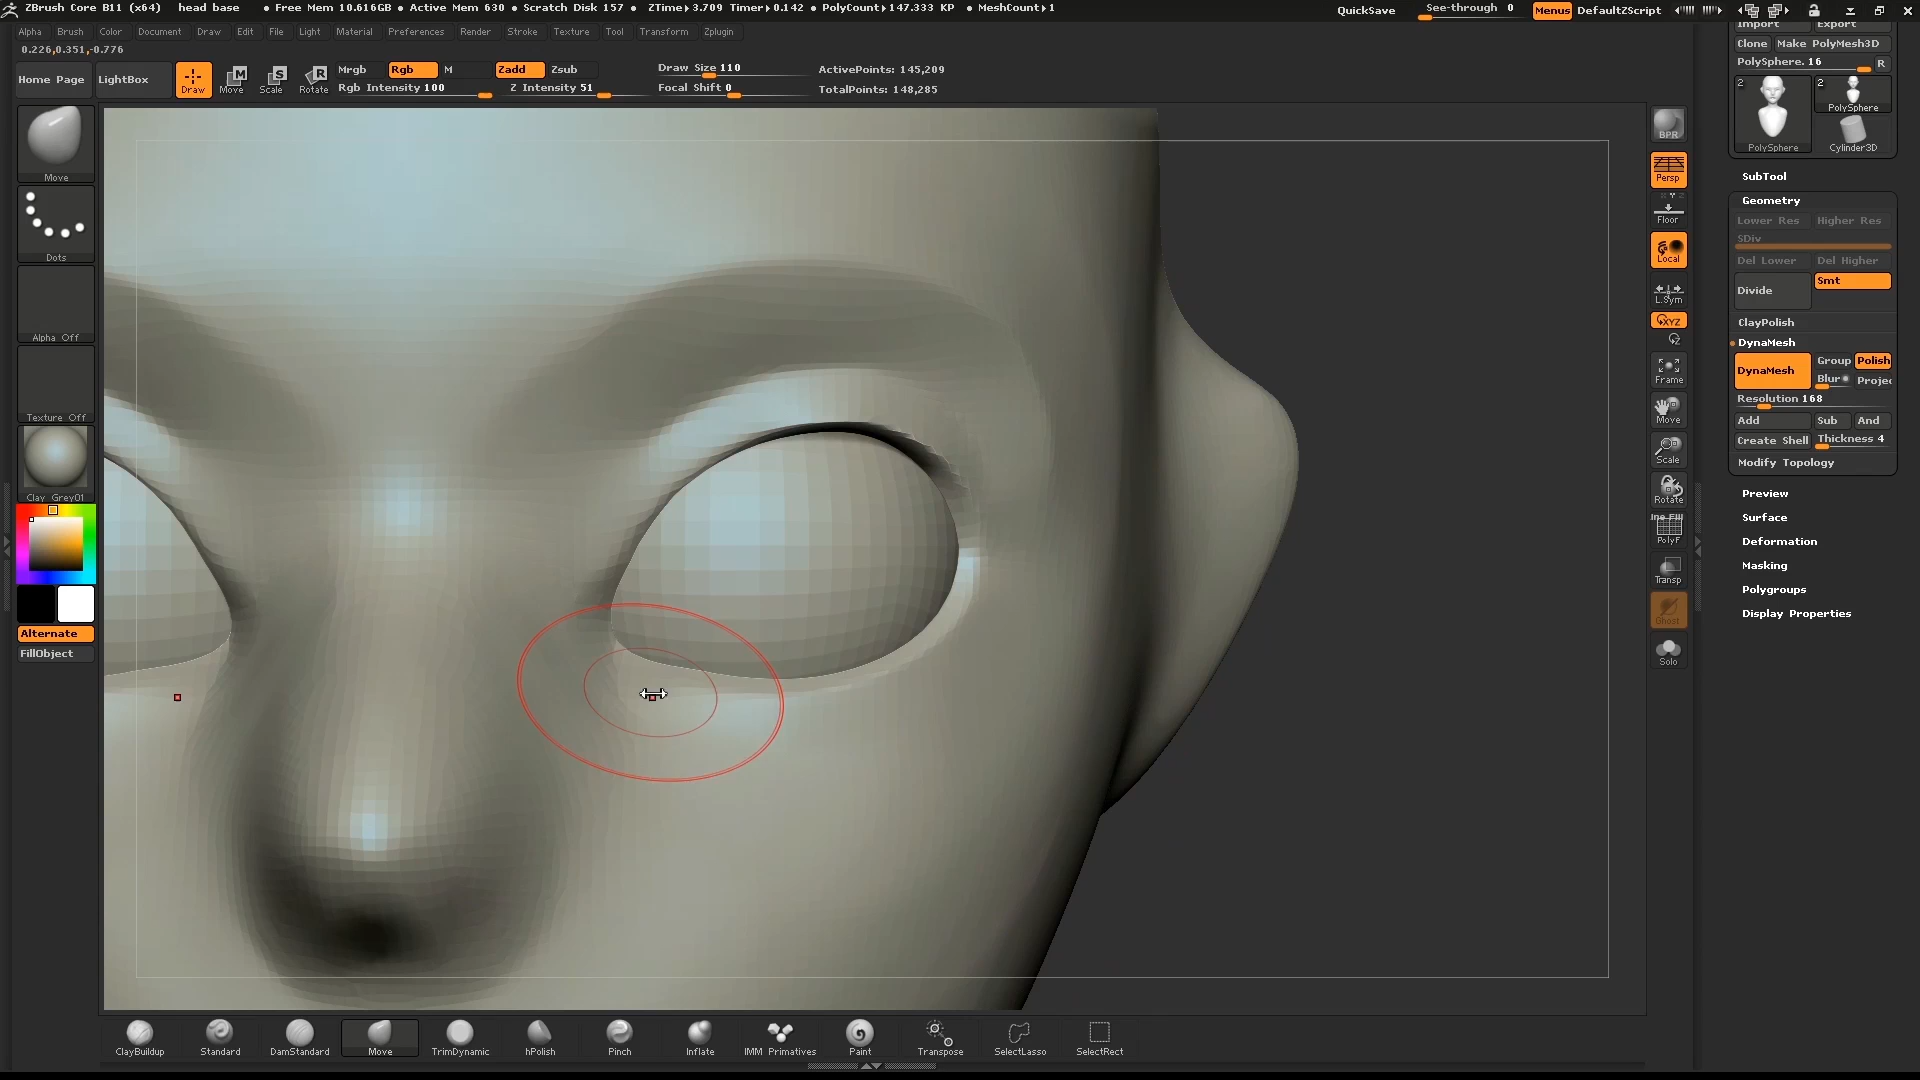 ZBrush Core B11 (x64) head base • Free Mem 10.616GB • Active Mem 630 • Scratch Disk 157 • ZTime▸3.709 Timer▸0.142 • PolyCount▸147.333 KP • MeshCount▸1 QuickSave See-through 0 Menus DefaultZScript
Alpha Brush Color Document Draw Edit File Light Material Preferences Render Stroke Texture Tool Transform Zplugin
0.226,0.351,-0.776
Home Page LightBox Draw Move Scale Rotate
Mrgb Rgb M Zadd Zsub
Rgb Intensity 100 Z Intensity 51
Draw Size 110
Focal Shift 0
ActivePoints: 145,209
TotalPoints: 148,285
Move
Dots
Alpha Off
Texture Off
Clay_Grey01
Alternate
FillObject
BPR
Persp
Floor
Local
L.Sym
XYZ
Frame
Move
Scale
Rotate
Line Fill
PolyF
Transp
Ghost
Solo
Import Export
Clone Make PolyMesh3D
PolySphere. 16 R
2 2
PolySphere
PolySphere Cylinder3D
SubTool
Geometry
Lower Res Higher Res
SDiv
Del Lower Del Higher
Divide Smt
ClayPolish
DynaMesh
DynaMesh Group Polish
Blur Projec
Resolution 168
Add Sub And
Create Shell Thickness 4
Modify Topology
Preview
Surface
Deformation
Masking
Polygroups
Display Properties
ClayBuildup Standard DamStandard Move TrimDynamic hPolish Pinch Inflate IMM Primitives Paint Transpose SelectLasso SelectRect